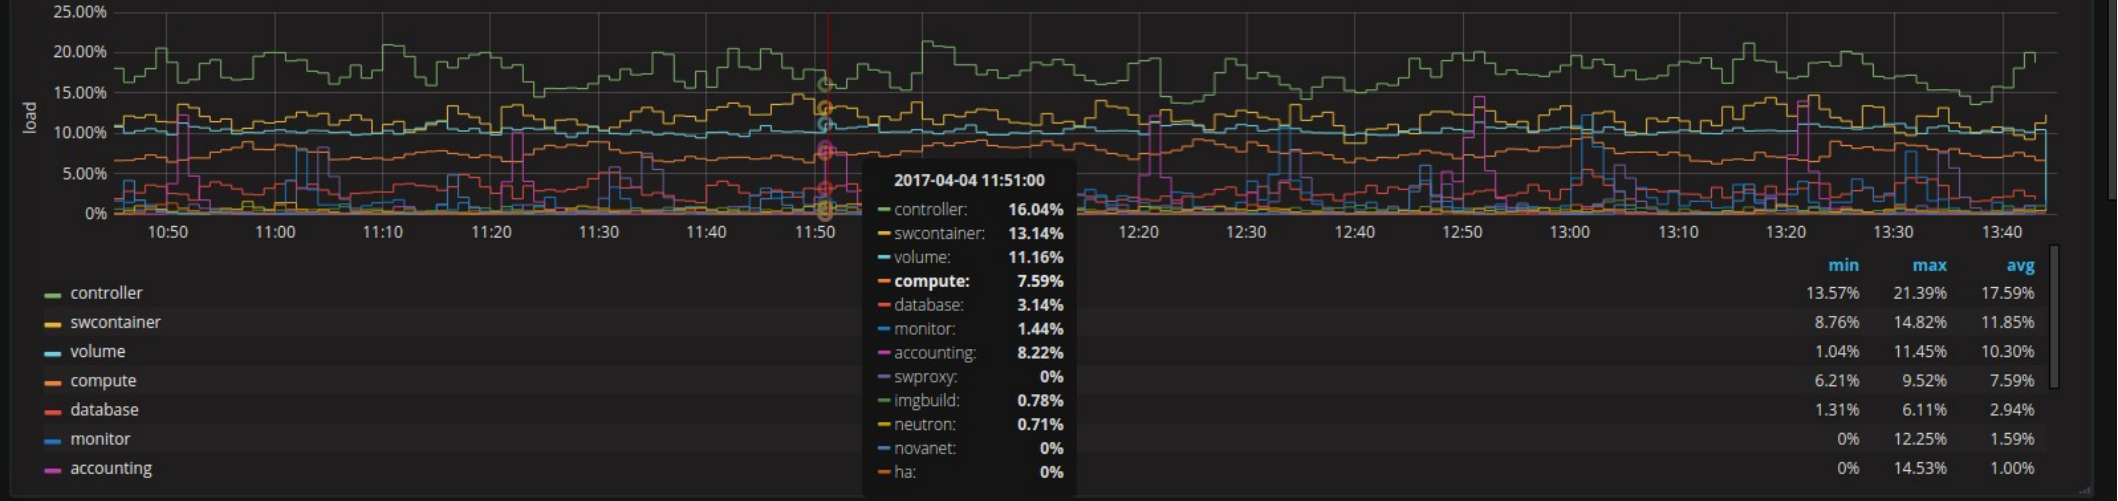 25.00%
20.00%
15.00%
10.00%
5.00%
0%
load
10:50 11:00 11:10 11:20 11:30 11:40 11:50 12:20 12:30 12:40 12:50 13:00 13:10 13:20 13:30 13:40
2017-04-04 11:51:00
controller: 16.04%
swcontainer: 13.14%
volume: 11.16%
compute: 7.59%
database: 3.14%
monitor: 1.44%
accounting: 8.22%
swproxy: 0%
imgbuild: 0.78%
neutron: 0.71%
novanet: 0%
ha: 0%
min max avg
controller 13.57% 21.39% 17.59%
swcontainer 8.76% 14.82% 11.85%
volume 1.04% 11.45% 10.30%
compute 6.21% 9.52% 7.59%
database 1.31% 6.11% 2.94%
monitor 0% 12.25% 1.59%
accounting 0% 14.53% 1.00%